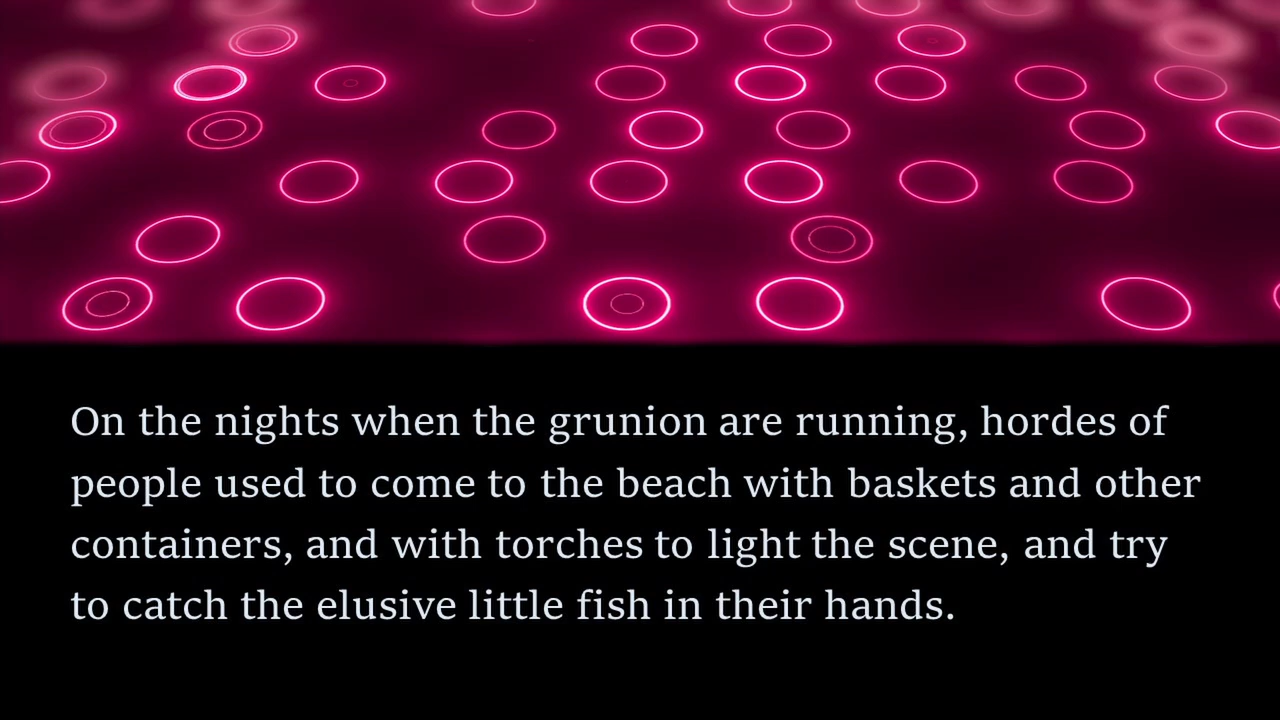 On the nights when the grunion are running, hordes of
people used to come to the beach with baskets and other
containers, and with torches to light the scene, and try
to catch the elusive little fish in their hands.